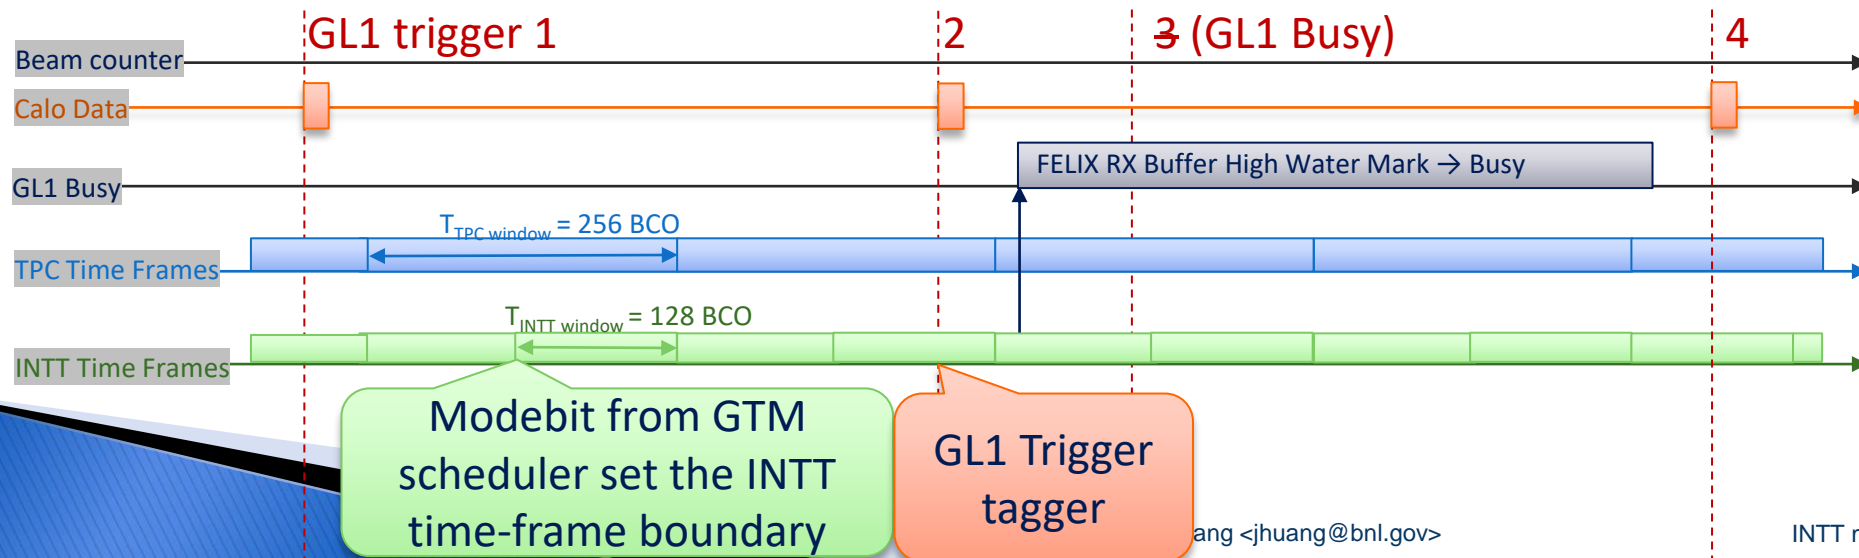 GL1 trigger 1
2
3 (GL1 Busy)
4
Beam counter
Calo Data
FELIX RX Buffer High Water Mark → Busy
GL1 Busy
TTPC window = 256 BCO
TPC Time Frames
TINTT window = 128 BCO
INTT Time Frames
Modebit from GTM
scheduler set the INTT
time-frame boundary
GL1 Trigger
tagger
<jhuang@bnl.gov>
INTT